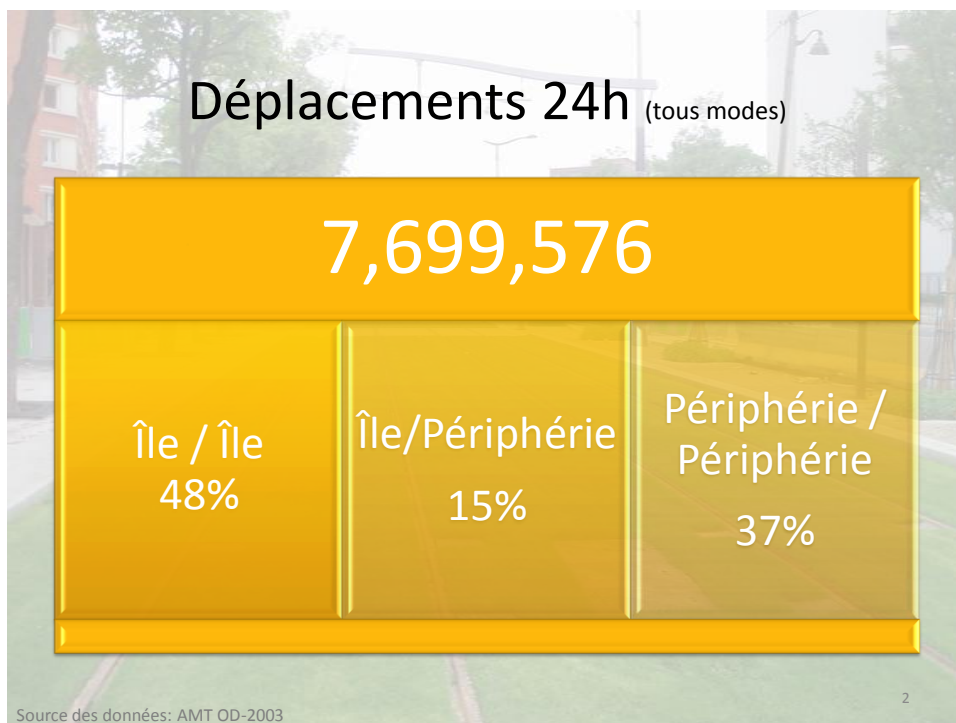 Déplacements 24h (tous modes)
7,699,576
Île / Île
48%
Île/Périphérie
15%
Périphérie /
Périphérie
37%
2
Source des données: AMT OD-2003